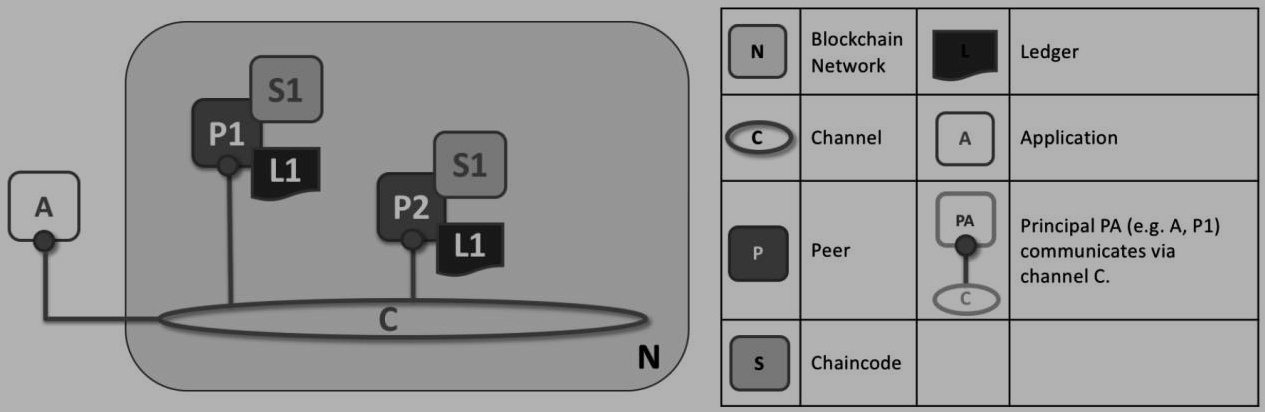 S1
P1
L1
S1
P2
L1
A
C
N
N
Blockchain
Network
L
Ledger
C
Channel
A
Application
P
Peer
PA
C
Principal PA (e.g. A, P1)
communicates via
channel C.
S
Chaincode